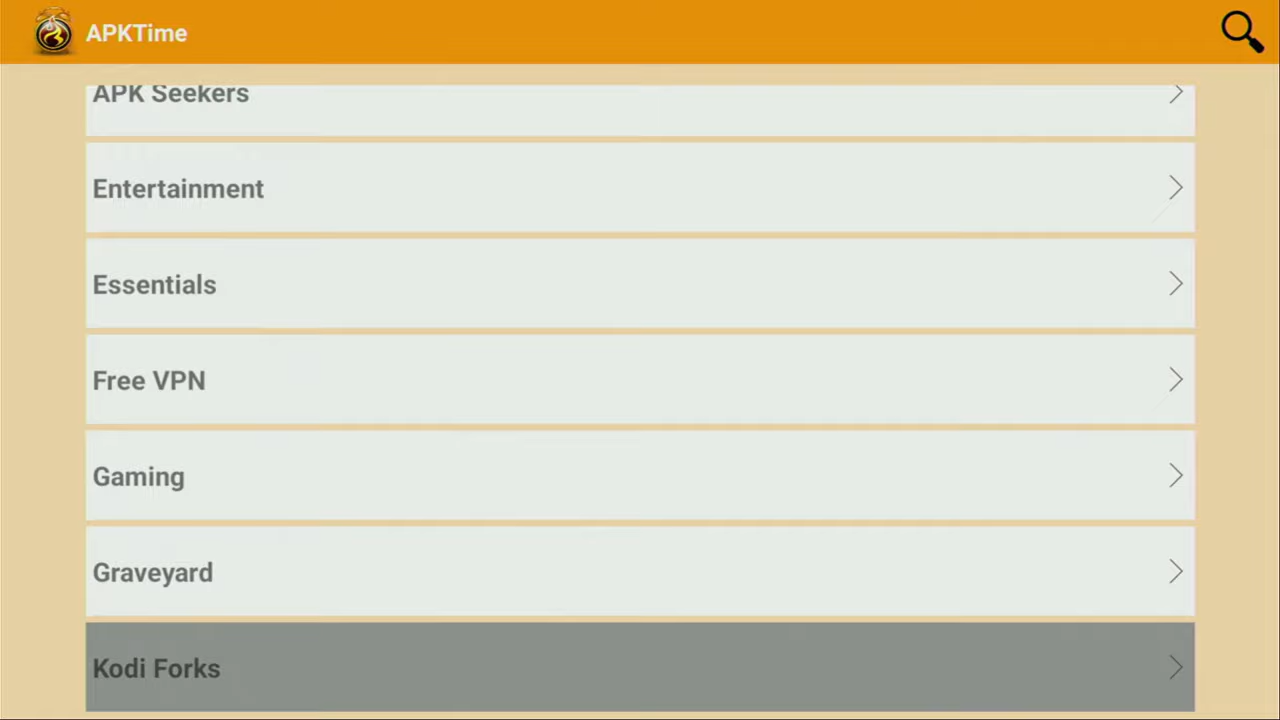 APKTime
APK Seekers
Entertainment
Essentials
Free VPN
Gaming
Graveyard
Kodi Forks